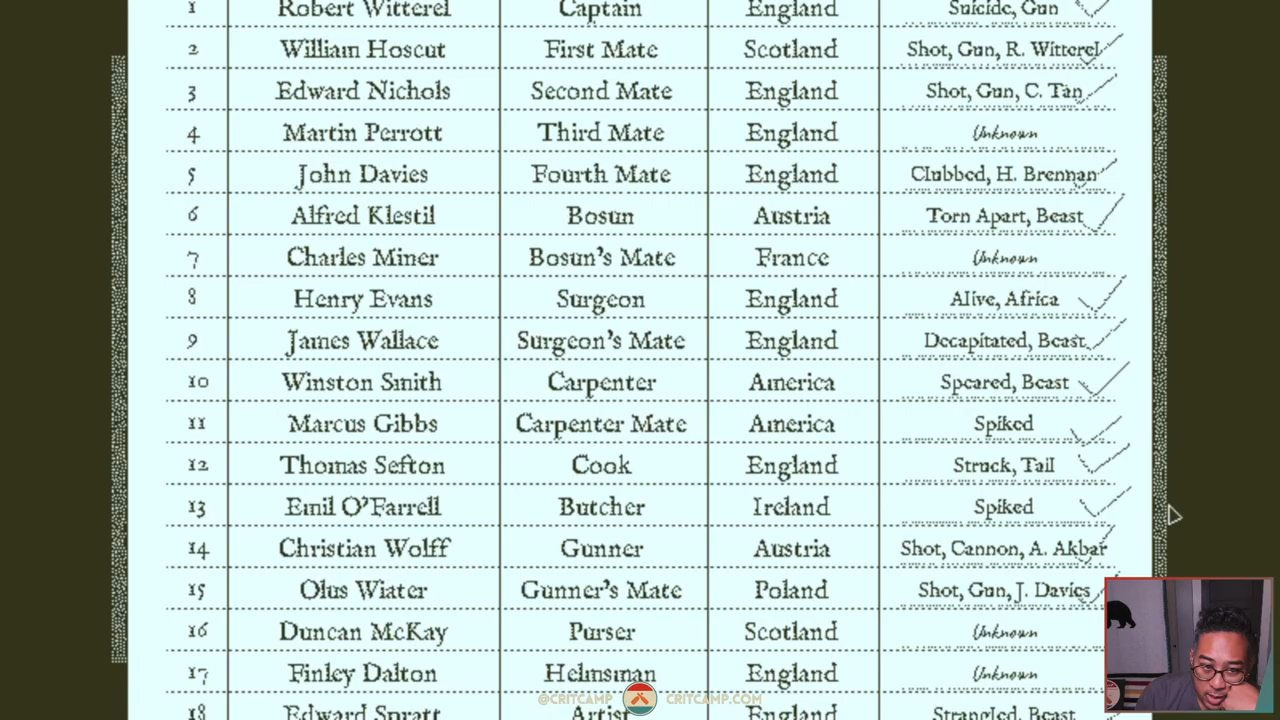 1 Robert Witterel Captain England Suicide, Gun
2 William Hoscut First Mate Scotland Shot, Gun, R. Witterel
3 Edward Nichols Second Mate England Shot, Gun, C. Tan
4 Martin Perrott Third Mate England Unknown
5 John Davies Fourth Mate England Clubbed, H. Brennan
6 Alfred Klestil Bosun Austria Torn Apart, Beast
7 Charles Miner Bosun's Mate France Unknown
8 Henry Evans Surgeon England Alive, Africa
9 James Wallace Surgeon's Mate England Decapitated, Beast
10 Winston Smith Carpenter America Speared, Beast
11 Marcus Gibbs Carpenter Mate America Spiked
12 Thomas Sefton Cook England Struck, Tail
13 Emil O'Farrell Butcher Ireland Spiked
14 Christian Wolff Gunner Austria Shot, Cannon, A. Akbar
15 Olus Wiater Gunner's Mate Poland Shot, Gun, J. Davies
16 Duncan McKay Purser Scotland Unknown
17 Finley Dalton Helmsman England Unknown
@CRITCAMP CRITCAMP.COM
18 Edward Spratt Artist England Strangled, Beast